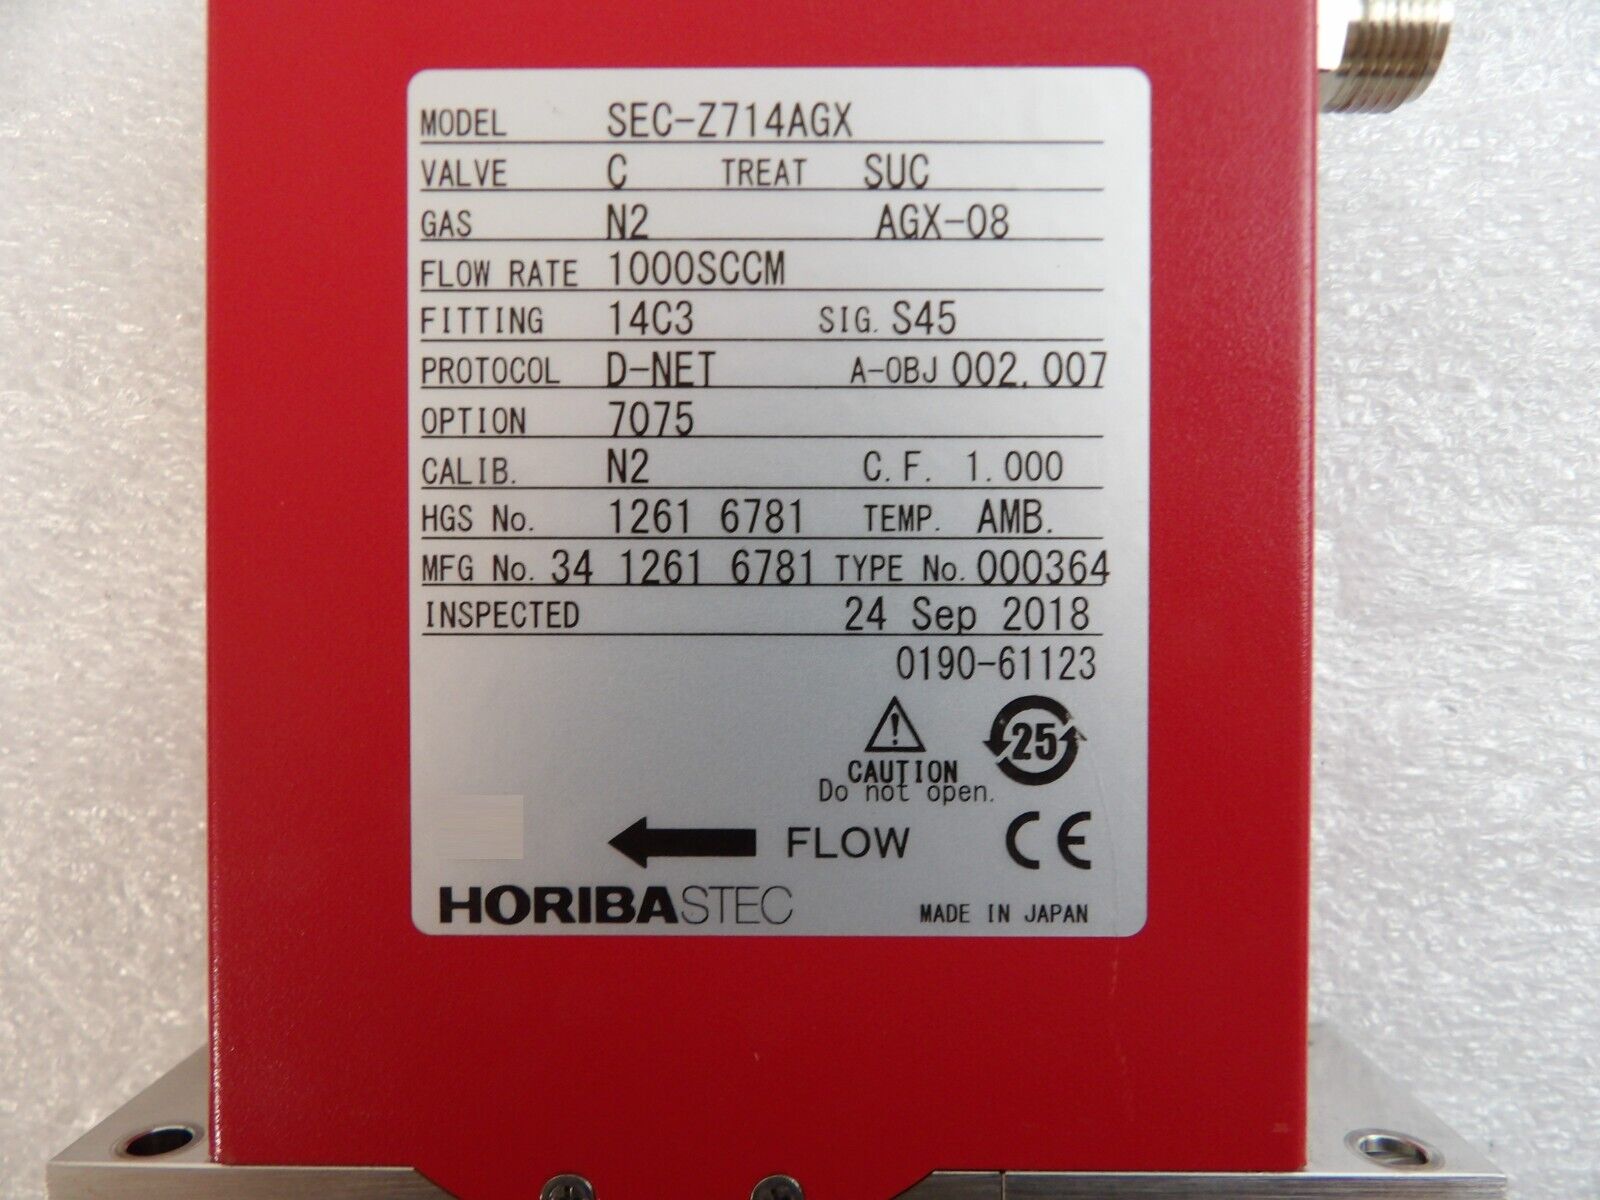 MODEL SEC-Z714AGX
VALVE C TREAT SUC
GAS N2 AGX-08
FLOW RATE 1000SCCM
FITTING 14C3 SIG. S45
PROTOCOL D-NET A-OBJ 002,007
OPTION 7075
CALIB. N2 C.F. 1.000
HGS No. 1261 6781 TEMP. AMB.
MFG No. 34 1261 6781 TYPE No. 000364
INSPECTED 24 Sep 2018
0190-61123
25
CAUTION
Do not open.
FLOW CE
HORIBASTEC MADE IN JAPAN